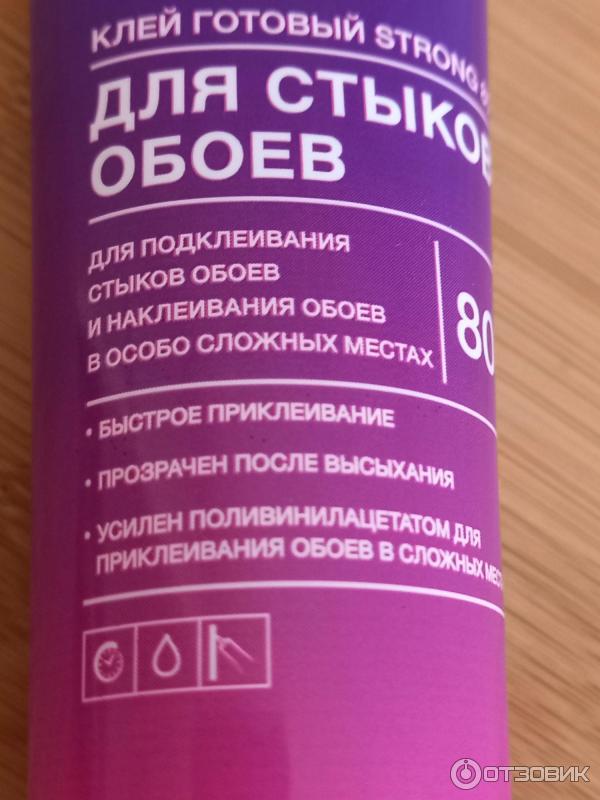 КЛЕЙ ГОТОВЫЙ STRONG
ДЛЯ СТЫКОВ
ОБОЕВ
ДЛЯ ПОДКЛЕИВАНИЯ
СТЫКОВ ОБОЕВ
И НАКЛЕИВАНИЯ ОБОЕВ
В ОСОБО СЛОЖНЫХ МЕСТАХ
80
• БЫСТРОЕ ПРИКЛЕИВАНИЕ
• ПРОЗРАЧЕН ПОСЛЕ ВЫСЫХАНИЯ
• УСИЛЕН ПОЛИВИНИЛАЦЕТАТОМ ДЛЯ
ПРИКЛЕИВАНИЯ ОБОЕВ В СЛОЖНЫХ МЕСТ
ОТЗОВИК